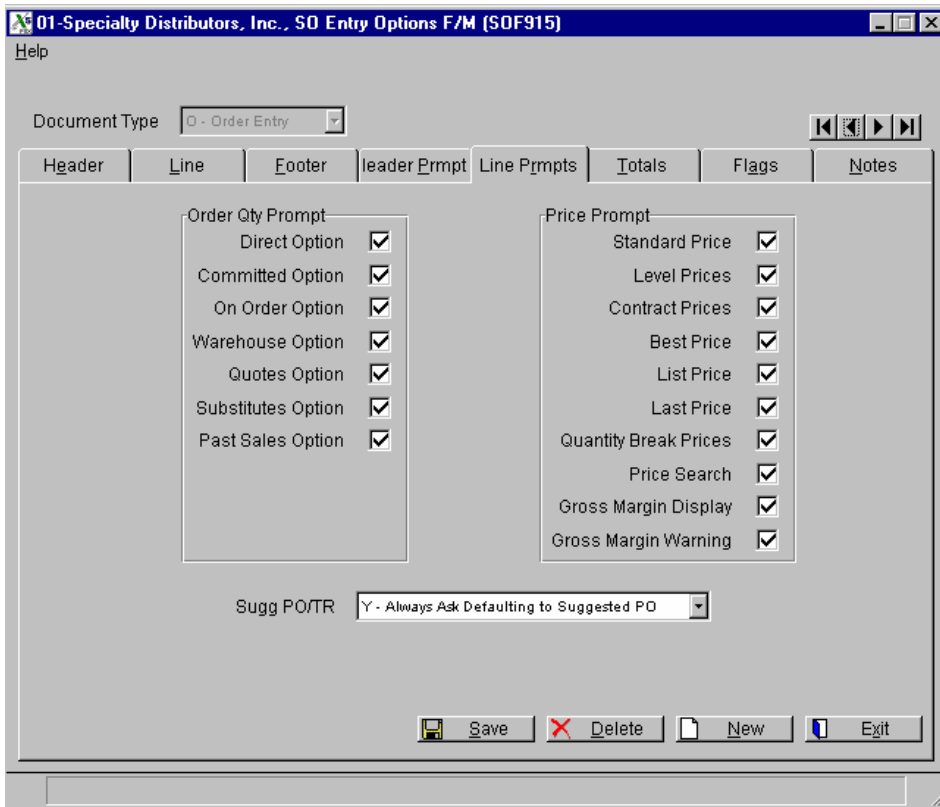 01-Specialty Distributors, Inc., SO Entry Options F/M (SOF915)
Help
Document Type O - Order Entry
Header Line Footer leader Prmpt Line Prmpts Totals Flags Notes
Order Qty Prompt
Direct Option
Committed Option
On Order Option
Warehouse Option
Quotes Option
Substitutes Option
Past Sales Option
Price Prompt
Standard Price
Level Prices
Contract Prices
Best Price
List Price
Last Price
Quantity Break Prices
Price Search
Gross Margin Display
Gross Margin Warning
Sugg PO/TR Y - Always Ask Defaulting to Suggested PO
Save Delete New Exit